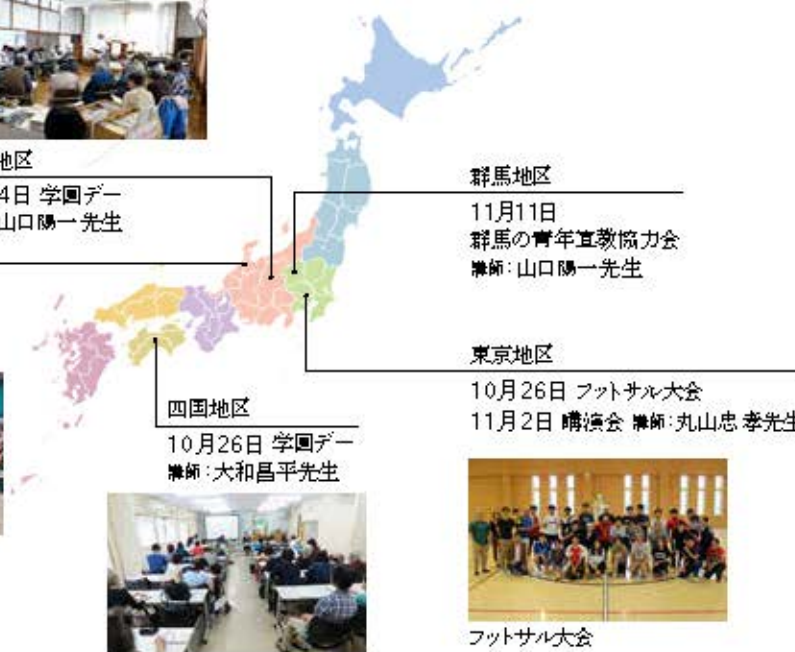 地区
4日 学園デー
山口陽一先生
群馬地区
11月11日
群馬の青年宣教協力会
講師：山口陽一先生
東京地区
10月26日 フットサル大会
11月2日 講演会 講師：丸山忠孝先生
四国地区
10月26日 学園デー
講師：大和昌平先生
フットサル大会